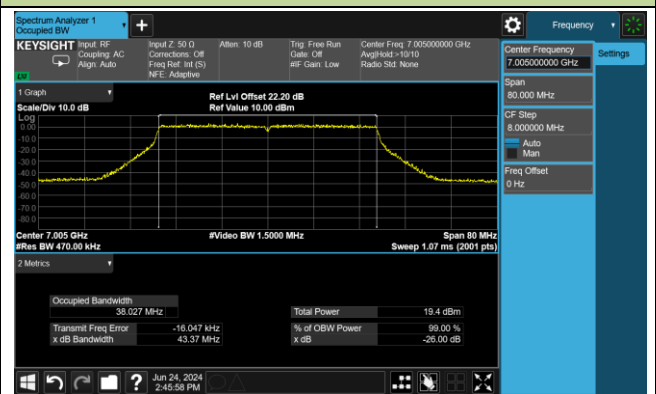 Spectrum Analyzer 1
Occupied BW
+
Frequency
KEYSIGHT
Input: RF
Coupling: AC
Align: Auto
Input Z: 50 Ω
Corrections: Off
Freq Ref: Int (S)
NFE: Adaptive
Atten: 10 dB
Trig: Free Run
Gate: Off
#IF Gain: Low
Center Freq: 7.005000000 GHz
Avg|Hold:>10/10
Radio Std: None
Center Frequency
7.005000000 GHz
Settings
Span
80.000 MHz
CF Step
8.000000 MHz
Auto
Man
Freq Offset
0 Hz
1 Graph
Scale/Div 10.0 dB
Ref Lvl Offset 22.20 dB
Ref Value 10.00 dBm
Log
0.00
-10.0
-20.0
-30.0
-40.0
-50.0
-60.0
-70.0
-80.0
Center 7.005 GHz
#Video BW 1.5000 MHz
Span 80 MHz
#Res BW 470.00 kHz
Sweep 1.07 ms (2001 pts)
2 Metrics
Occupied Bandwidth
38.027 MHz
Total Power 19.4 dBm
Transmit Freq Error -16.047 kHz
% of OBW Power 99.00 %
x dB Bandwidth 43.37 MHz
x dB -26.00 dB
?
Jun 24, 2024
2:45:58 PM